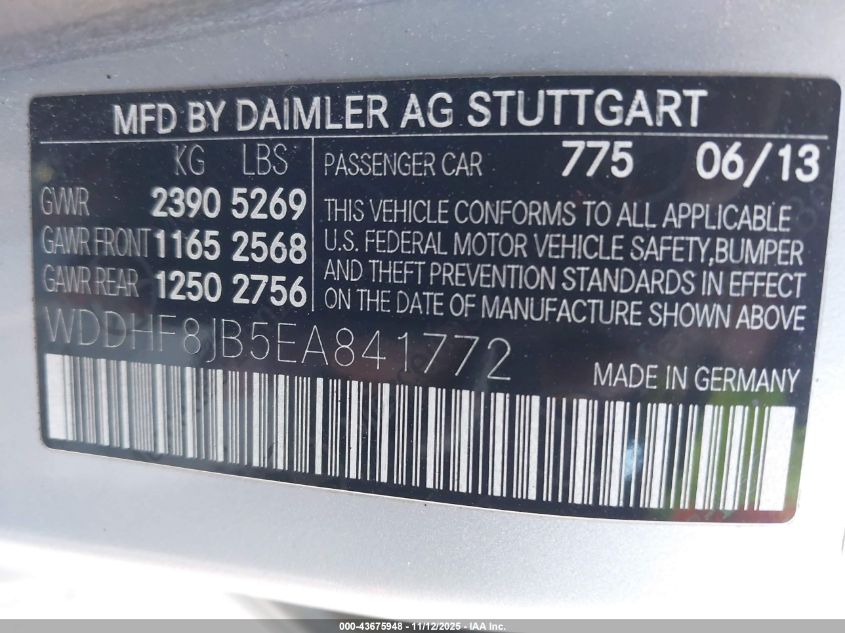 MFD BY DAIMLER AG STUTTGART
KG LBS
GVWR 2390 5269
GAWR FRONT 1165 2568
GAWR REAR 1250 2756
PASSENGER CAR 775 06/13
THIS VEHICLE CONFORMS TO ALL APPLICABLE
U.S. FEDERAL MOTOR VEHICLE SAFETY,BUMPER
AND THEFT PREVENTION STANDARDS IN EFFECT
ON THE DATE OF MANUFACTURE SHOWN ABOVE
WDDHF8JB5EA841772
MADE IN GERMANY
000-43675948 - 11/12/2025 - IAA Inc.